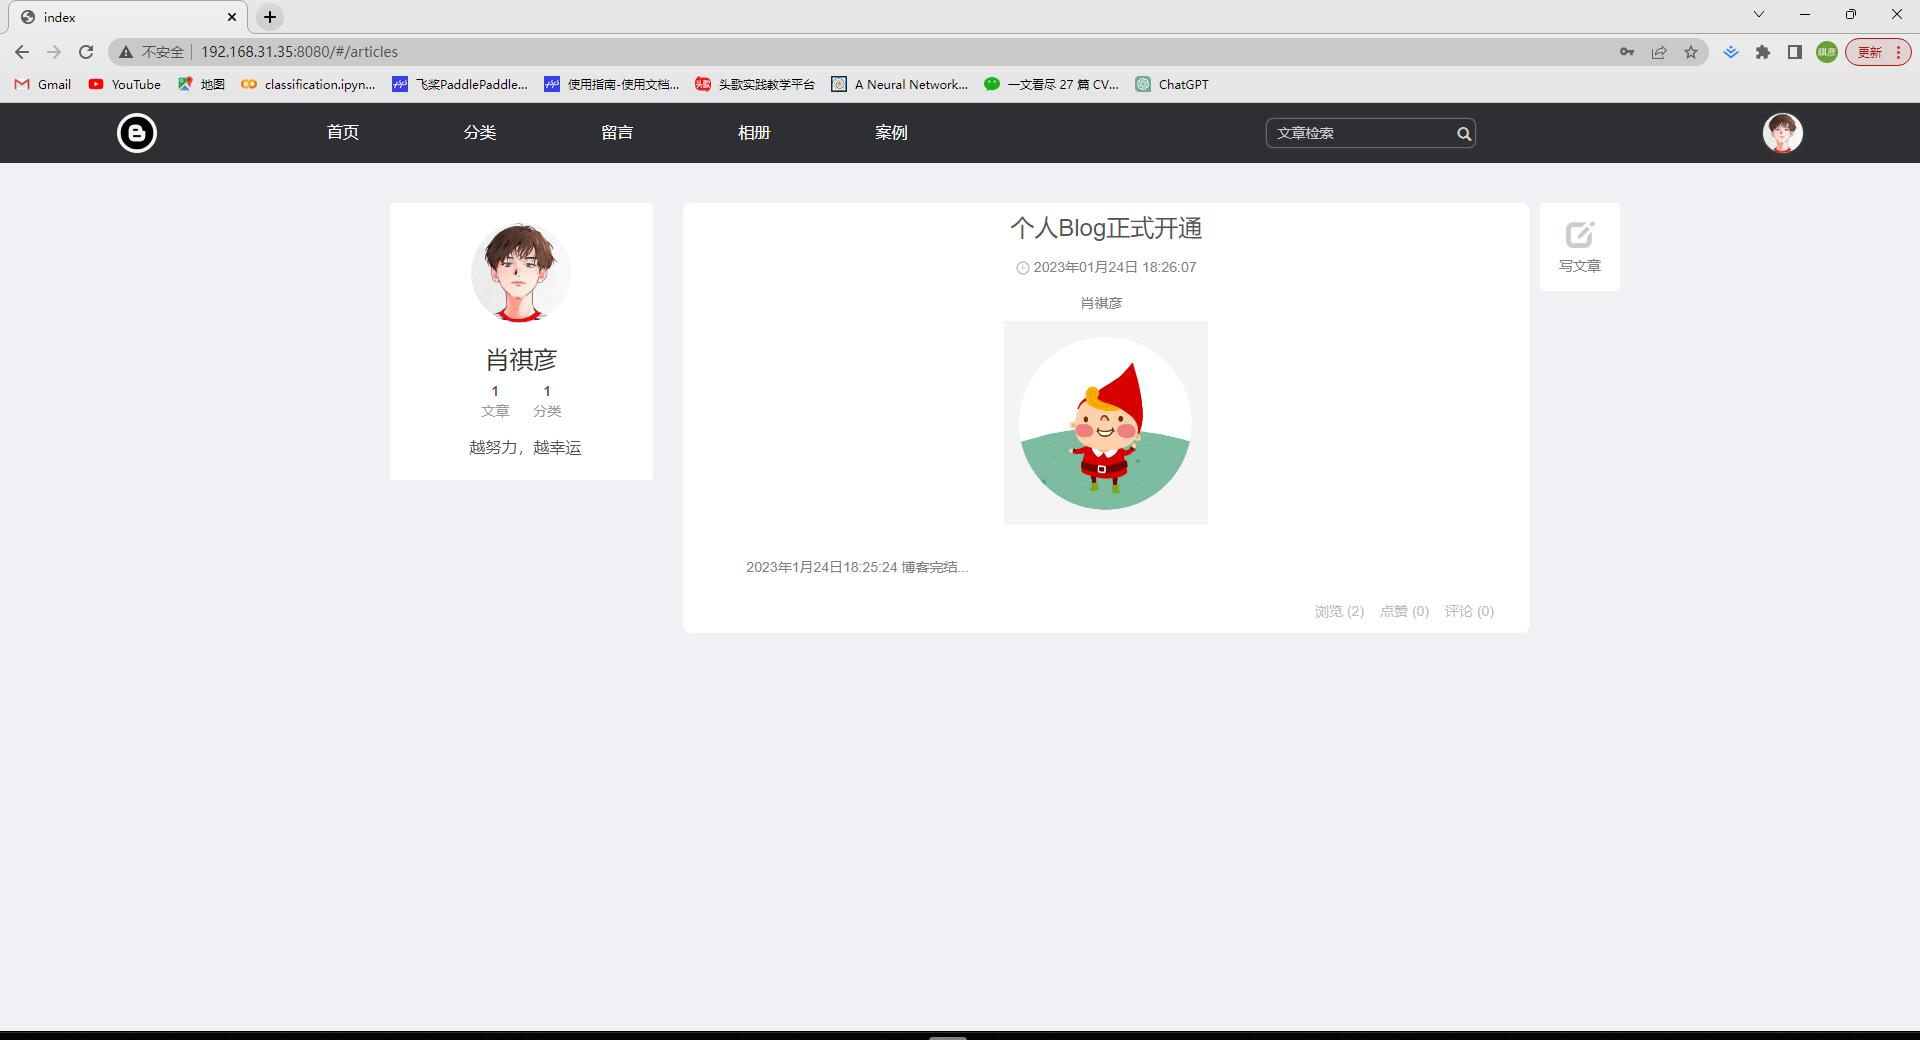 index
不安全 192.168.31.35:8080/#/articles
祺彦
更新
Gmail YouTube 地图 classification.ipyn... 飞桨PaddlePaddle... 使用指南-使用文档... 头歌实践教学平台 A Neural Network... 一文看尽 27 篇 CV... ChatGPT
首页 分类 留言 相册 案例 文章检索
肖祺彦
1 1
文章 分类
越努力，越幸运
个人Blog正式开通
2023年01月24日 18:26:07
肖祺彦
2023年1月24日18:25:24 博客完结...
浏览 (2) 点赞 (0) 评论 (0)
写文章